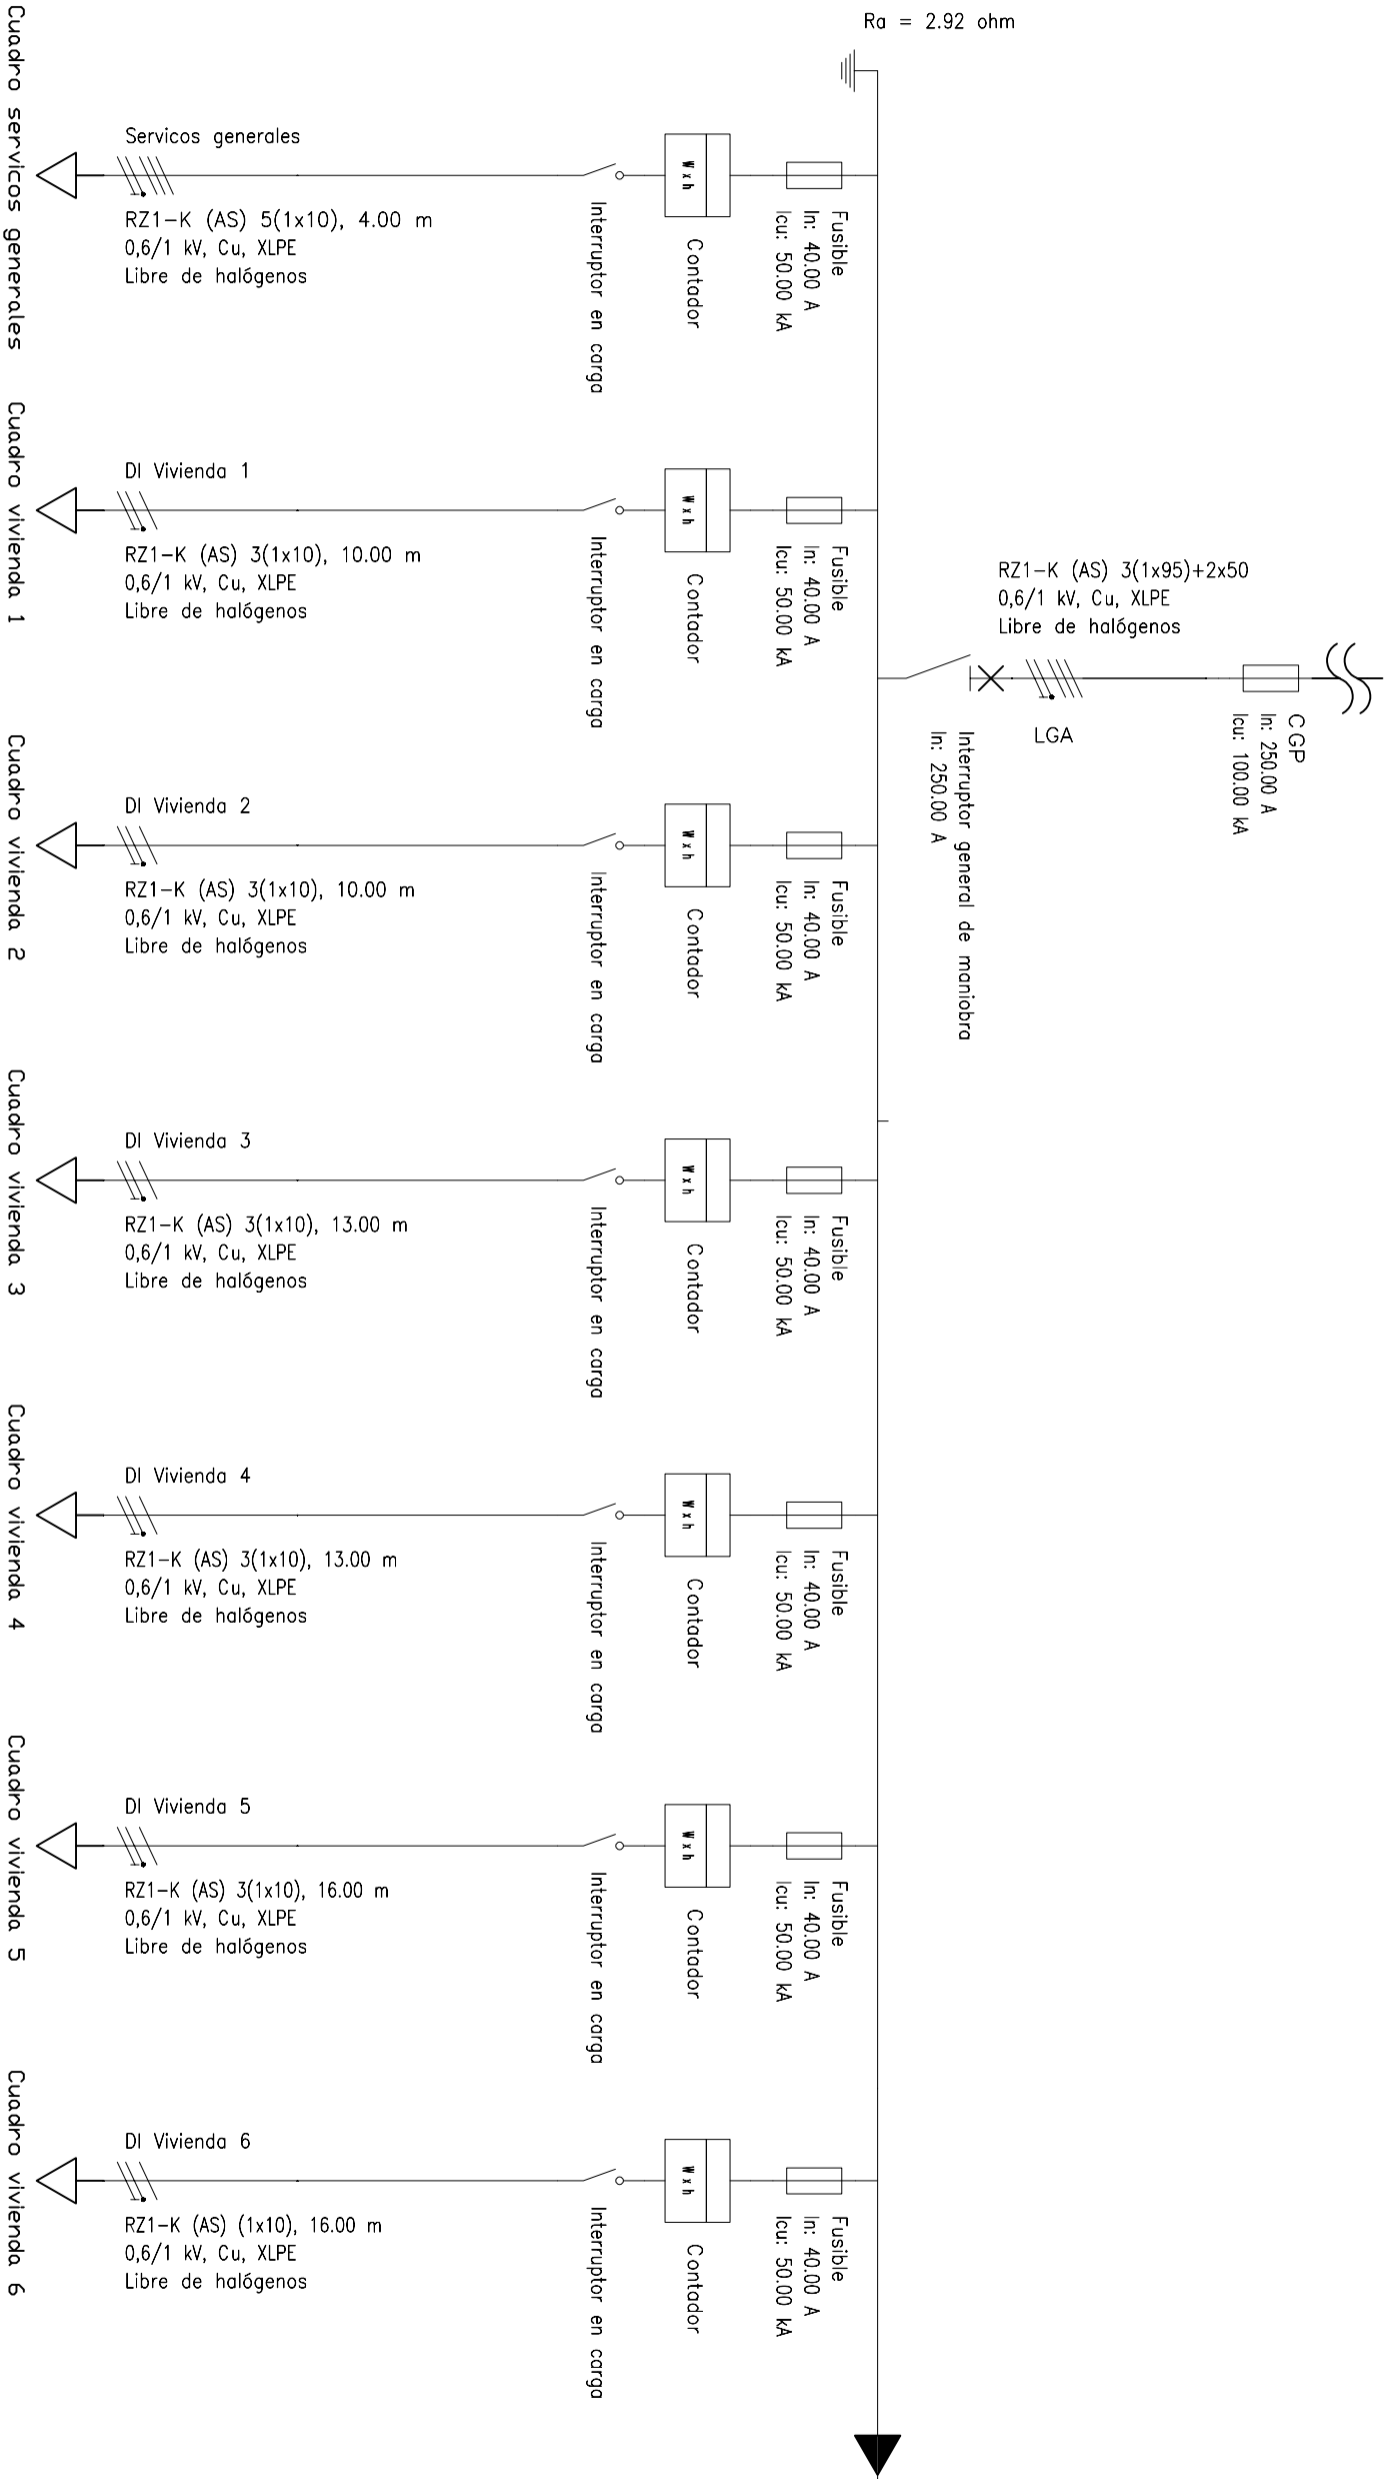 Ra = 2.92 ohm
RZ1-K (AS) 3(1x95)+2x50
0,6/1 kV, Cu, XLPE
Libre de halógenos
CGP
In: 250.00 A
Icu: 100.00 kA
LGA
Interruptor general de maniobra
In: 250.00 A
Fusible
In: 40.00 A
Icu: 50.00 kA
Wxh
Contador
Interruptor en carga
Servicos generales
RZ1-K (AS) 5(1x10), 4.00 m
0,6/1 kV, Cu, XLPE
Libre de halógenos
Cuadro servicos generales
Fusible
In: 40.00 A
Icu: 50.00 kA
Wxh
Contador
Interruptor en carga
DI Vivienda 1
RZ1-K (AS) 3(1x10), 10.00 m
0,6/1 kV, Cu, XLPE
Libre de halógenos
Cuadro vivienda 1
Fusible
In: 40.00 A
Icu: 50.00 kA
Wxh
Contador
Interruptor en carga
DI Vivienda 2
RZ1-K (AS) 3(1x10), 10.00 m
0,6/1 kV, Cu, XLPE
Libre de halógenos
Cuadro vivienda 2
Fusible
In: 40.00 A
Icu: 50.00 kA
Wxh
Contador
Interruptor en carga
DI Vivienda 3
RZ1-K (AS) 3(1x10), 13.00 m
0,6/1 kV, Cu, XLPE
Libre de halógenos
Cuadro vivienda 3
Fusible
In: 40.00 A
Icu: 50.00 kA
Wxh
Contador
Interruptor en carga
DI Vivienda 4
RZ1-K (AS) 3(1x10), 13.00 m
0,6/1 kV, Cu, XLPE
Libre de halógenos
Cuadro vivienda 4
Fusible
In: 40.00 A
Icu: 50.00 kA
Wxh
Contador
Interruptor en carga
DI Vivienda 5
RZ1-K (AS) 3(1x10), 16.00 m
0,6/1 kV, Cu, XLPE
Libre de halógenos
Cuadro vivienda 5
Fusible
In: 40.00 A
Icu: 50.00 kA
Wxh
Contador
Interruptor en carga
DI Vivienda 6
RZ1-K (AS) (1x10), 16.00 m
0,6/1 kV, Cu, XLPE
Libre de halógenos
Cuadro vivienda 6